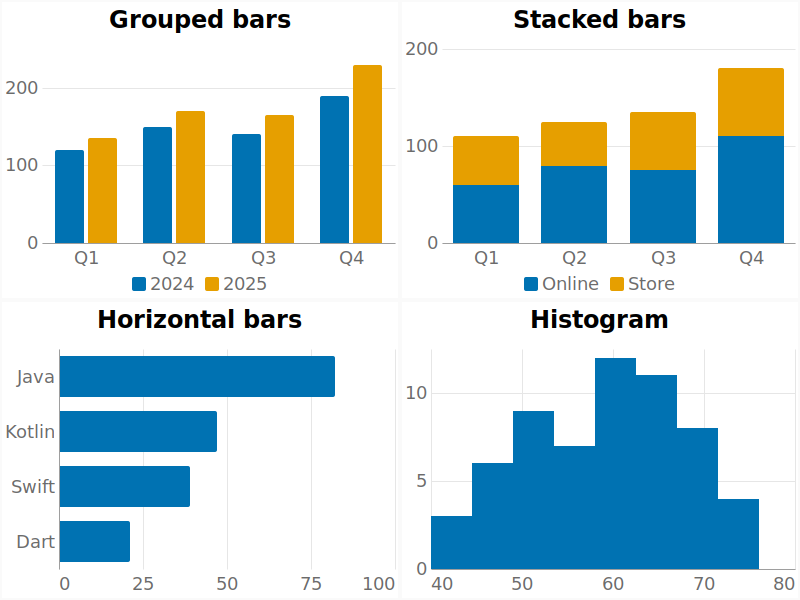 Grouped bars
200
100
0
Q1 Q2 Q3 Q4
2024 2025
Stacked bars
200
100
0
Q1 Q2 Q3 Q4
Online Store
Horizontal bars
Java
Kotlin
Swift
Dart
0 25 50 75 100
Histogram
10
5
0
40 50 60 70 80